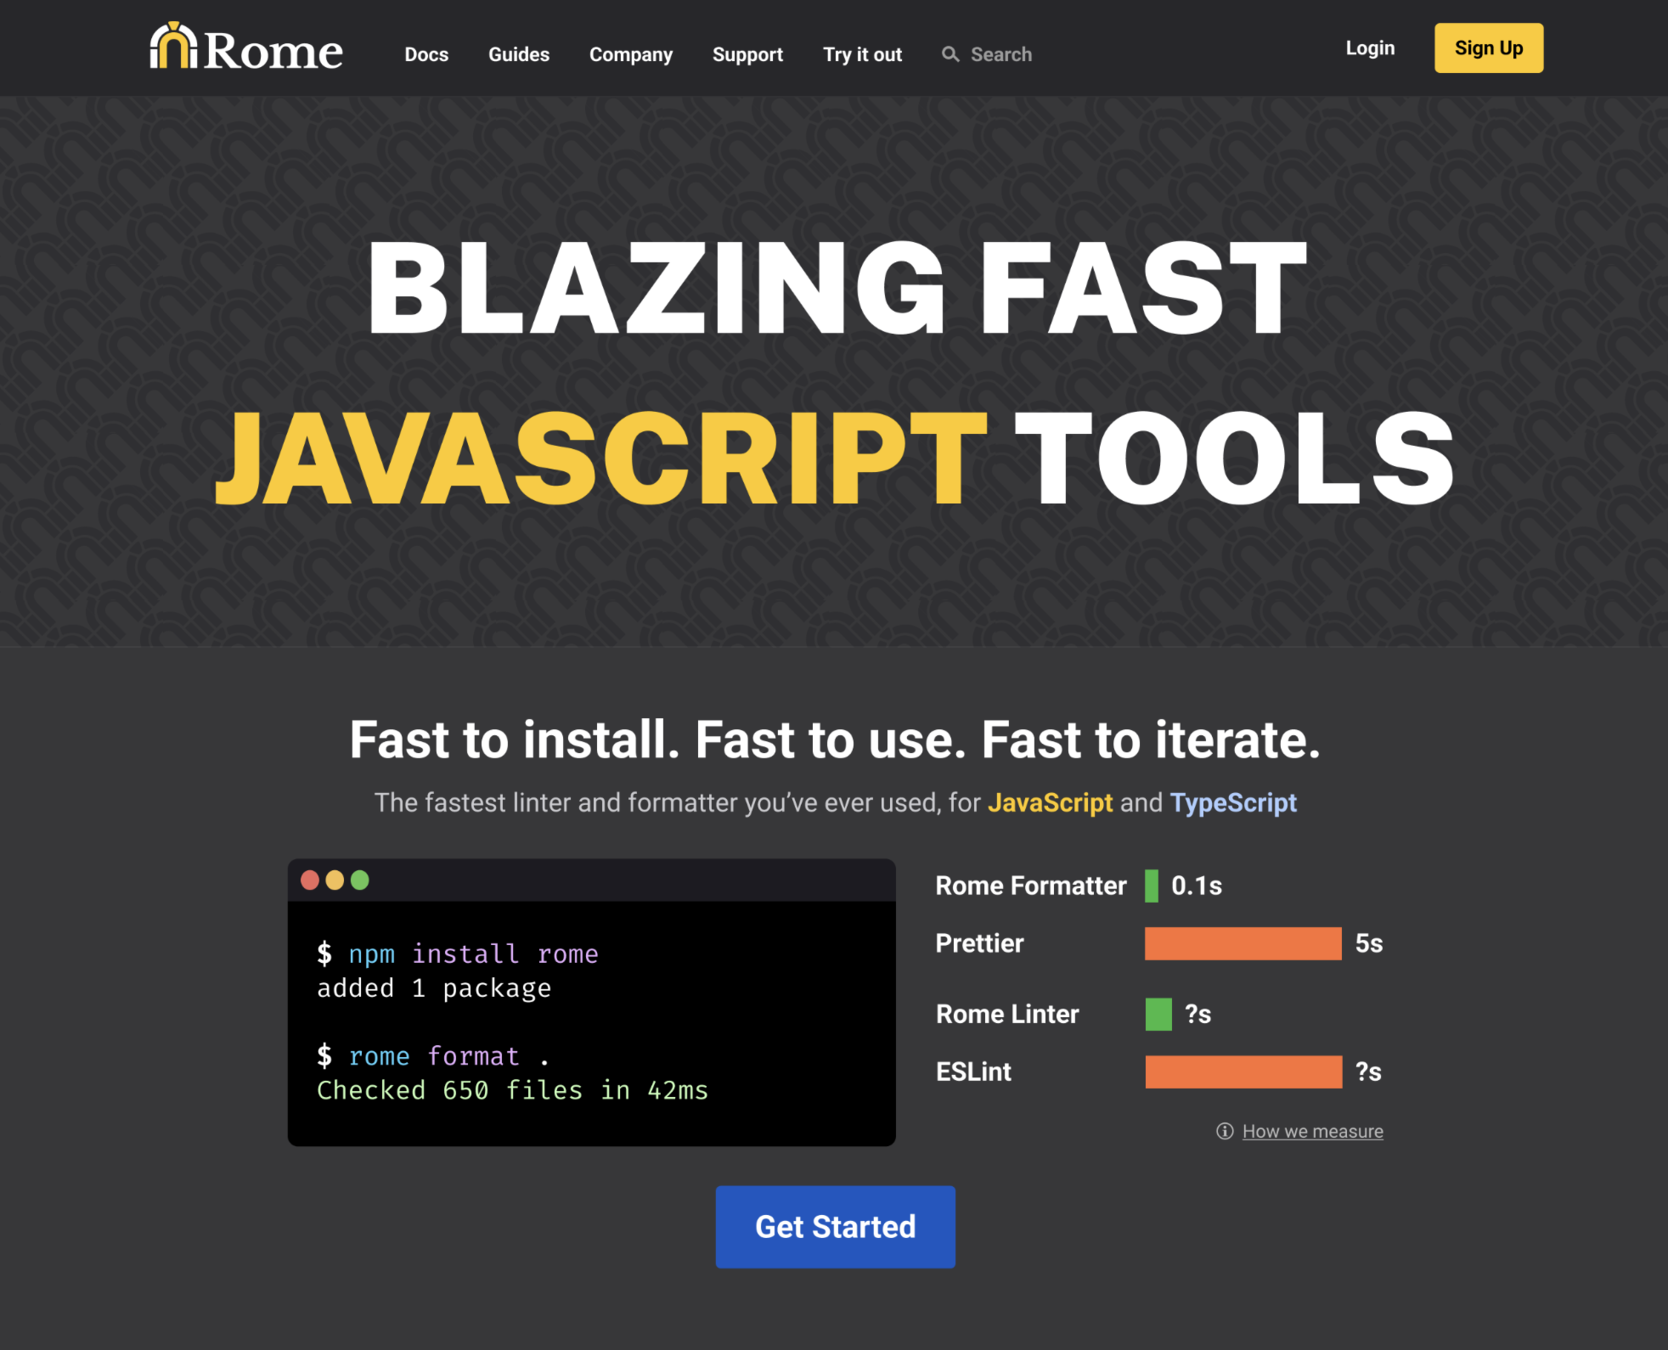 Rome
Docs Guides Company Support Try it out Search Login Sign Up
BLAZING FAST
JAVASCRIPT TOOLS
Fast to install. Fast to use. Fast to iterate.
The fastest linter and formatter you’ve ever used, for JavaScript and TypeScript
$ npm install rome
added 1 package
$ rome format .
Checked 650 files in 42ms
Rome Formatter 0.1s
Prettier 5s
Rome Linter ?s
ESLint ?s
How we measure
Get Started